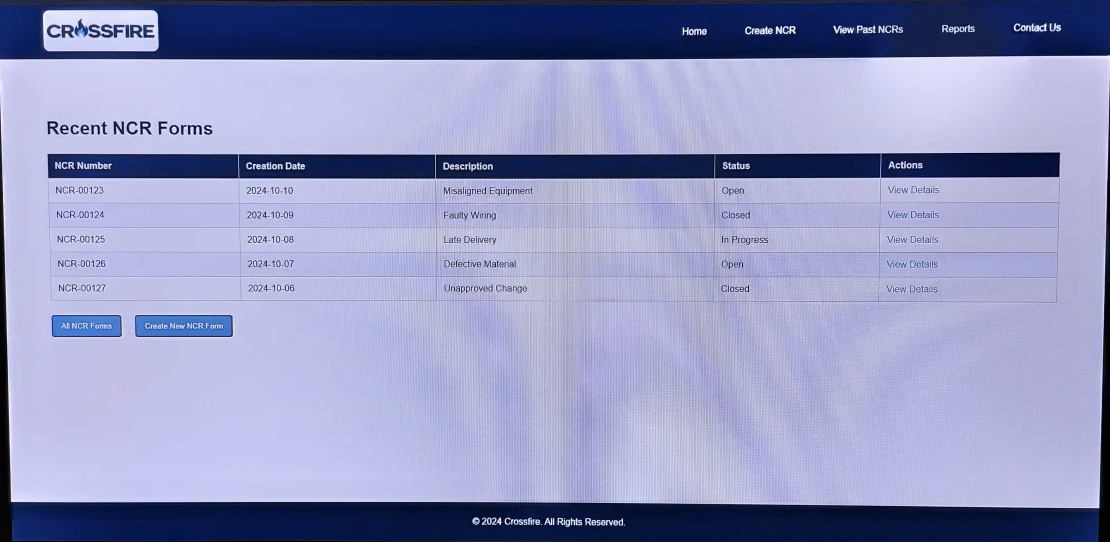 CROSSFIRE
Home Create NCR View Past NCRs Reports Contact Us
Recent NCR Forms
NCR Number Creation Date Description Status Actions
NCR-00123 2024-10-10 Misaligned Equipment Open View Details
NCR-00124 2024-10-09 Faulty Wiring Closed View Details
NCR-00125 2024-10-08 Late Delivery In Progress View Details
NCR-00126 2024-10-07 Defective Material Open View Details
NCR-00127 2024-10-06 Unapproved Change Closed View Details
All NCR Forms Create New NCR Form
© 2024 Crossfire. All Rights Reserved.